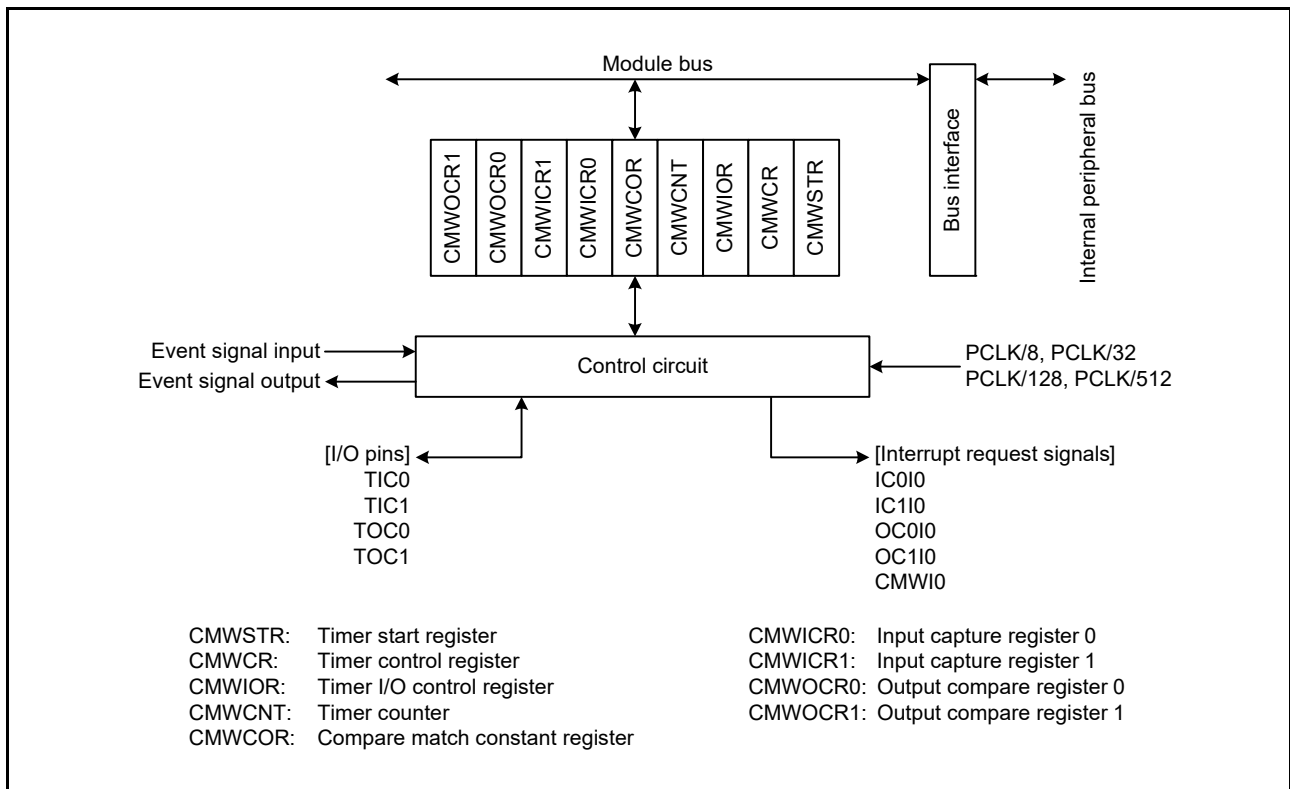 Module bus
Bus interface
Internal peripheral bus
CMWOCR1
CMWOCR0
CMWICR1
CMWICR0
CMWCOR
CMWCNT
CMWIOR
CMWCR
CMWSTR
Event signal input
Event signal output
Control circuit
PCLK/8, PCLK/32
PCLK/128, PCLK/512
[I/O pins]
TIC0
TIC1
TOC0
TOC1
[Interrupt request signals]
IC0I0
IC1I0
OC0I0
OC1I0
CMWI0
CMWSTR: Timer start register
CMWCR: Timer control register
CMWIOR: Timer I/O control register
CMWCNT: Timer counter
CMWCOR: Compare match constant register
CMWICR0: Input capture register 0
CMWICR1: Input capture register 1
CMWOCR0: Output compare register 0
CMWOCR1: Output compare register 1